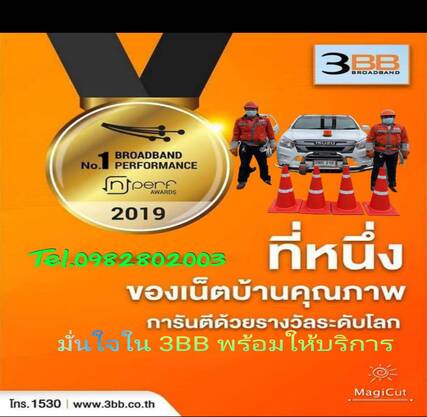 3BB
BROADBAND
No.1 BROADBAND
PERFORMANCE
nperf
AWARDS
2019
ISUZU
Tel.0982802003
ที่หนึ่ง
ของเน็ตบ้านคุณภาพ
การันตีด้วยรางวัลระดับโลก
มั่นใจใน 3BB พร้อมให้บริการ
โทร.1530 | www.3bb.co.th
MagiCut